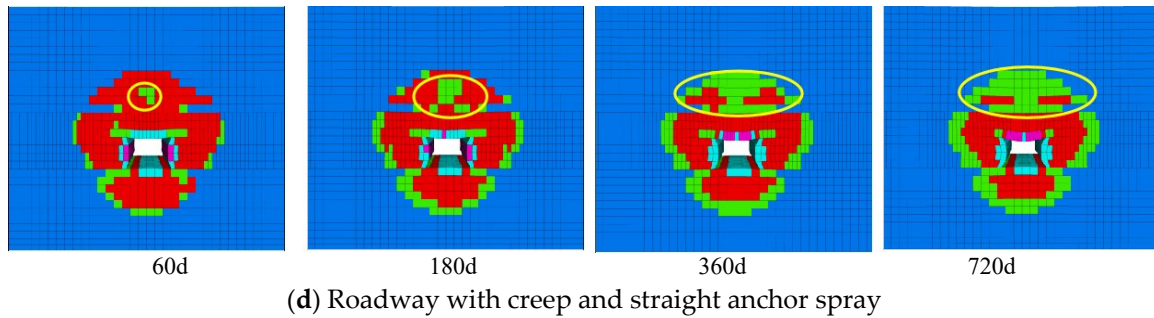 60d 180d 360d 720d
(d) Roadway with creep and straight anchor spray